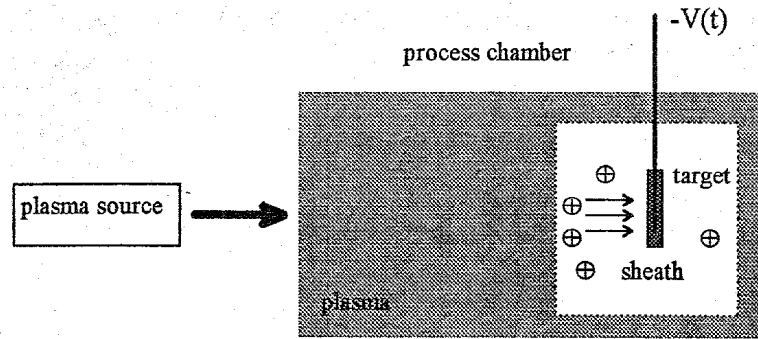 -V(t)
process chamber
plasma source
target
sheath
plasma